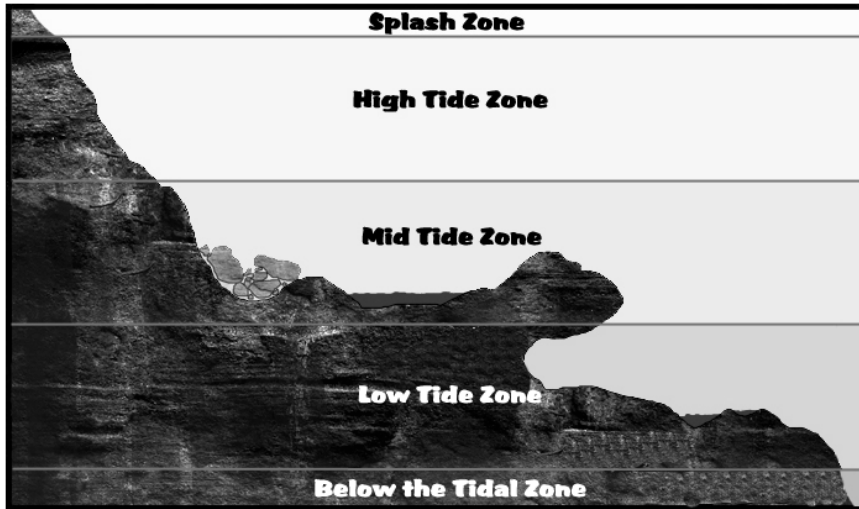 Splash Zone
High Tide Zone
Mid Tide Zone
Low Tide Zone
Below the Tidal Zone